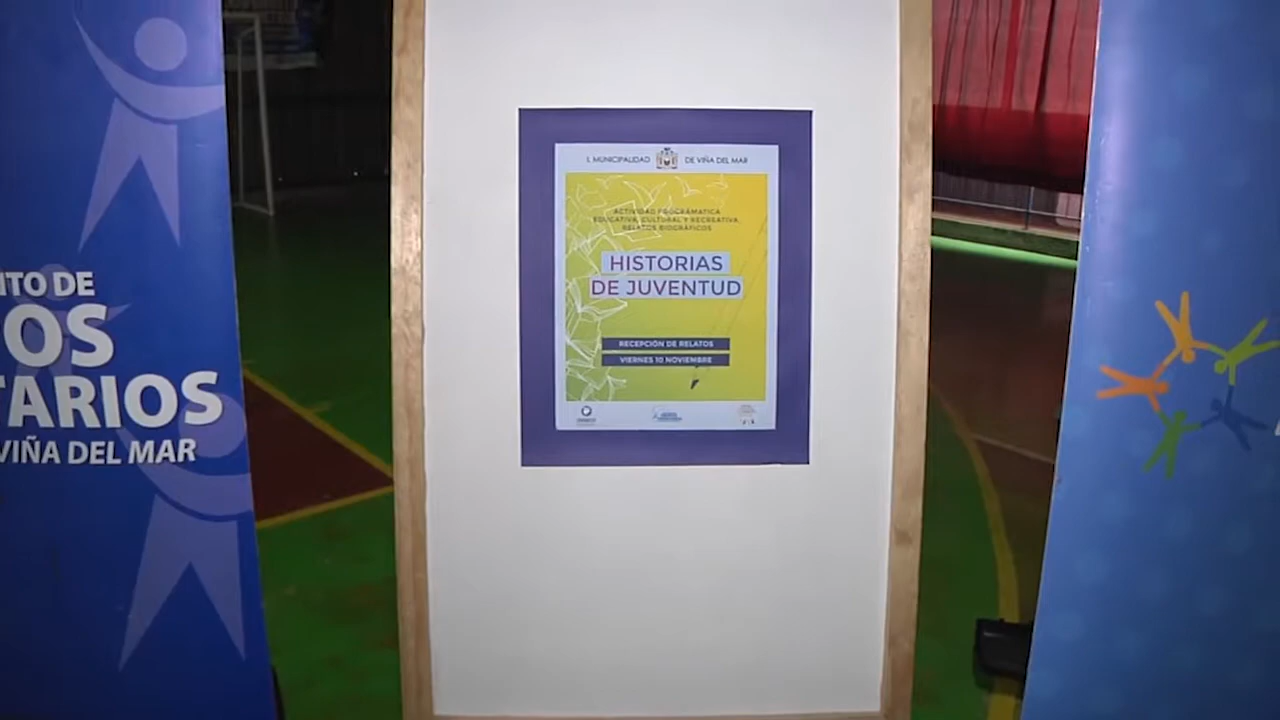 ITO DE
OS
TARIOS
VIÑA DEL MAR
I. MUNICIPALIDAD DE VIÑA DEL MAR
ACTIVIDAD PROGRÁMATICA
EDUCATIVA, CULTURAL Y RECREATIVA,
RELATOS BIOGRÁFICOS
HISTORIAS
DE JUVENTUD
RECEPCIÓN DE RELATOS
VIERNES 10 NOVIEMBRE